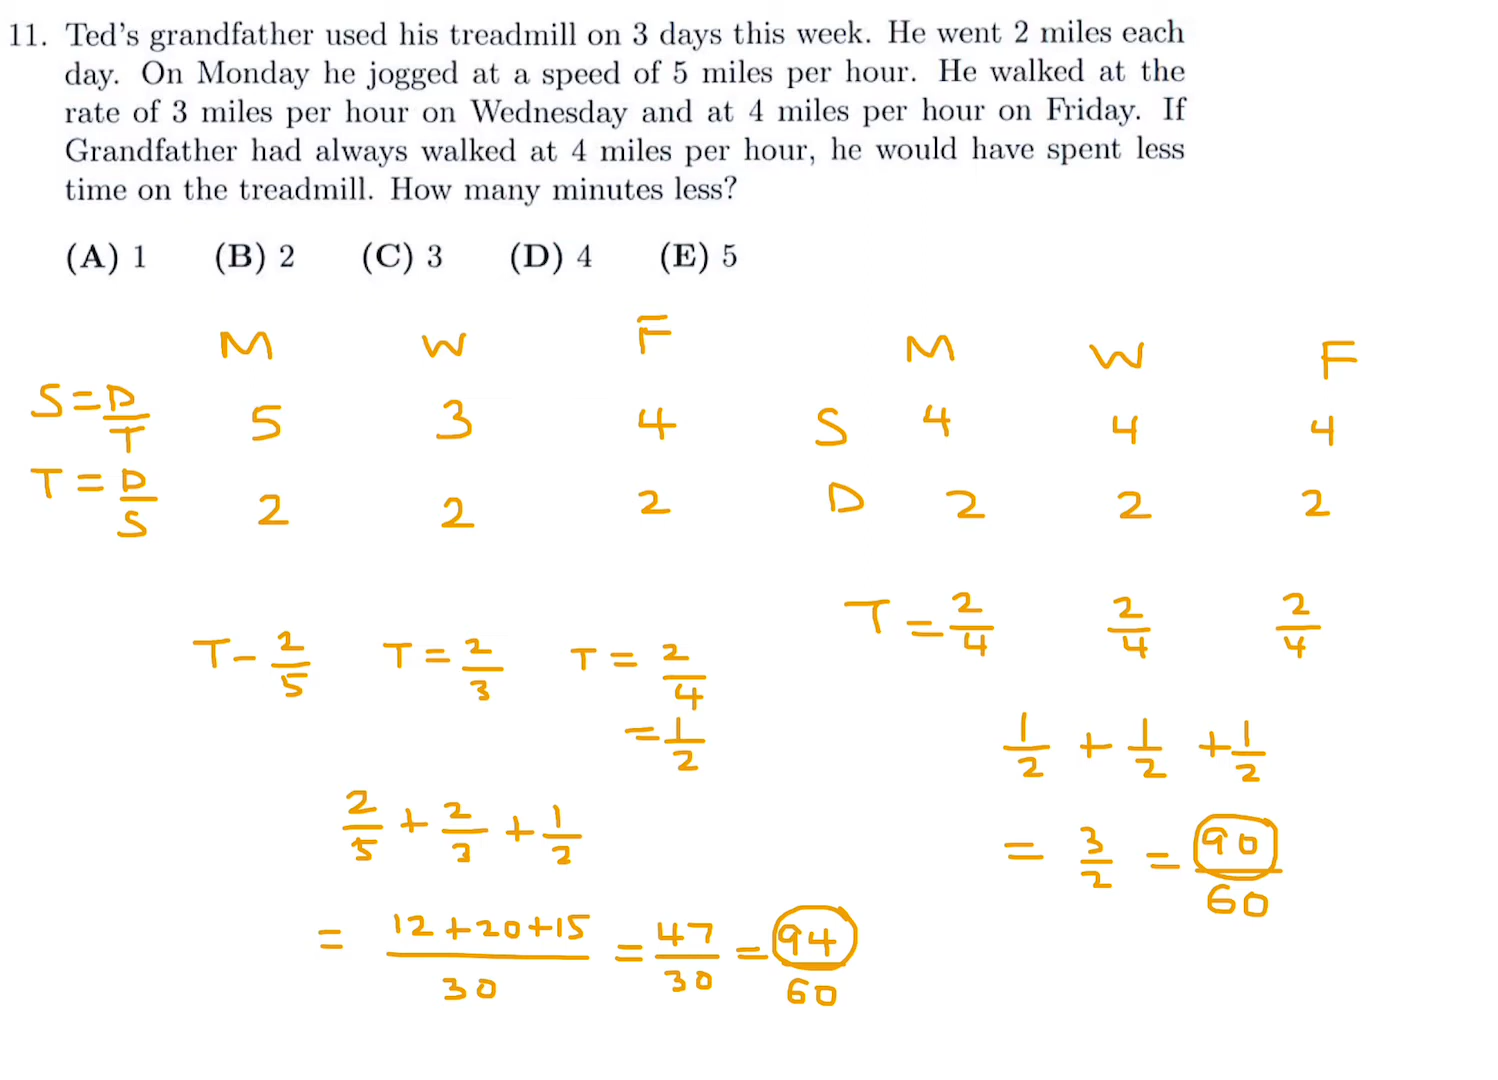 11. Ted's grandfather used his treadmill on 3 days this week. He went 2 miles each
day. On Monday he jogged at a speed of 5 miles per hour. He walked at the
rate of 3 miles per hour on Wednesday and at 4 miles per hour on Friday. If
Grandfather had always walked at 4 miles per hour, he would have spent less
time on the treadmill. How many minutes less?
(A) 1 (B) 2 (C) 3 (D) 4 (E) 5
M W F
S = D/T 5 3 4
T = D/S 2 2 2
T - 2/5 T = 2/3 T = 2/4
= 1/2
2/5 + 2/3 + 1/2
= 12+20+15/30 = 47/30 = 94/60
M W F
S 4 4 4
D 2 2 2
T = 2/4 2/4 2/4
1/2 + 1/2 + 1/2
= 3/2 = 90/60